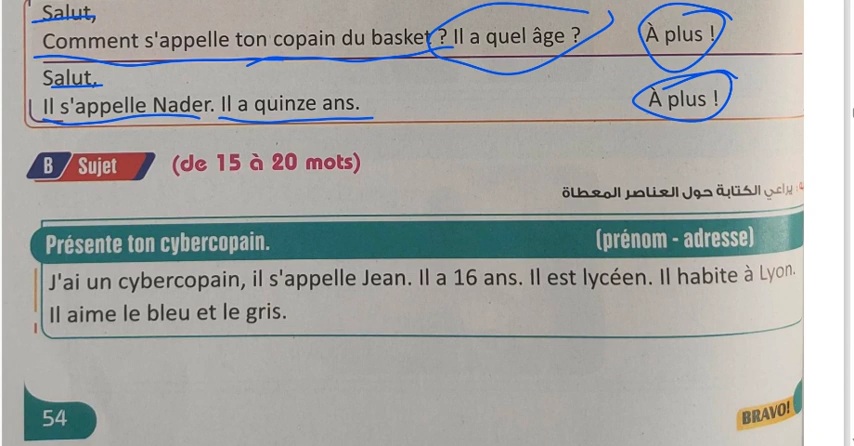 Salut,
Comment s'appelle ton copain du basket ? Il a quel âge ? À plus !
Salut,
Il s'appelle Nader. Il a quinze ans. À plus !
B Sujet (de 15 à 20 mots)
يراعي الكتابة حول العناصر المعطاة
Présente ton cybercopain. (prénom - adresse)
J'ai un cybercopain, il s'appelle Jean. Il a 16 ans. Il est lycéen. Il habite à Lyon.
Il aime le bleu et le gris.
54
BRAVO!